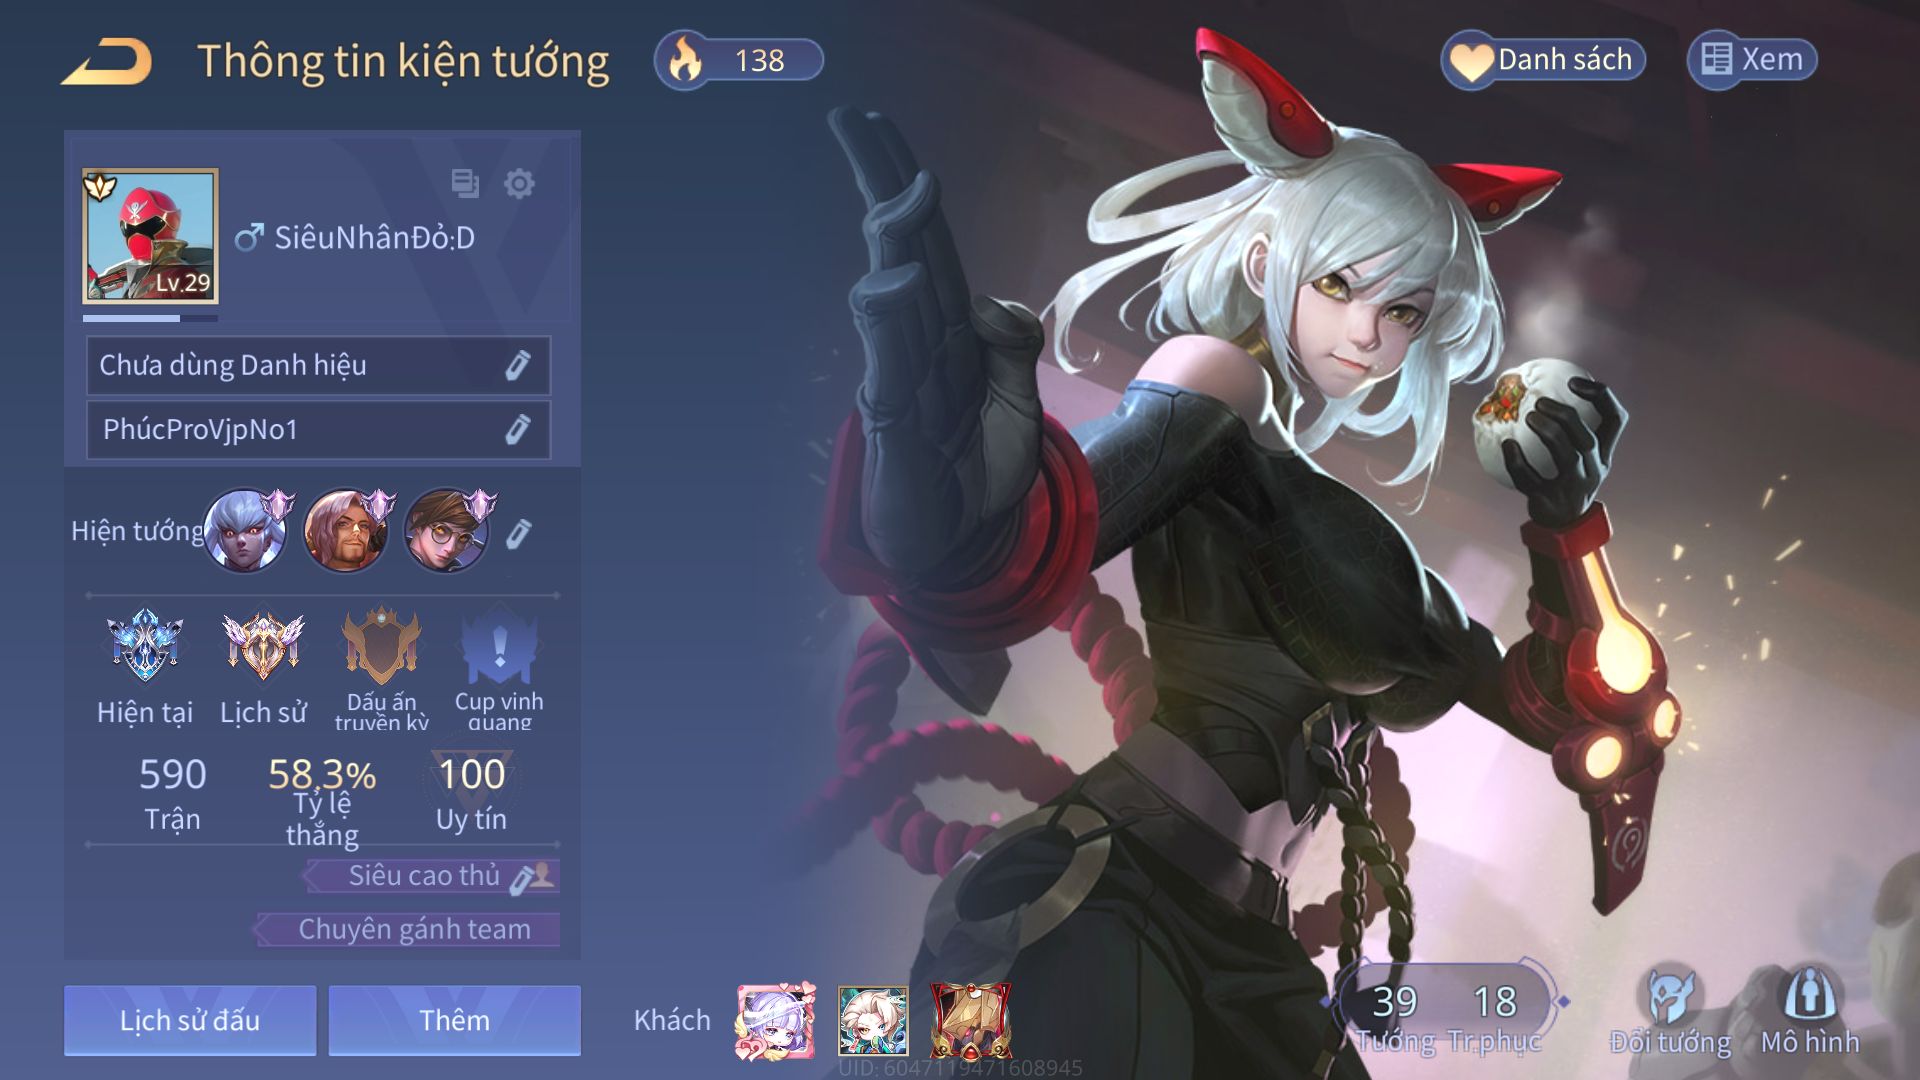 Thông tin kiện tướng
138
Danh sách
Xem
SiêuNhânĐỏ:D
Lv.29
Chưa dùng Danh hiệu
PhúcProVjpNo1
Hiện tướng
Hiện tại
Lịch sử
Dấu ấn
truyền kỳ
Cup vinh
quang
590
58.3%
100
Trận
Tỷ lệ
thắng
Uy tín
Siêu cao thủ
Chuyên gánh team
Lịch sử đấu
Thêm
Khách
39
18
Tướng
Tr.phục
Đổi tướng
Mô hình
UID: 6047119471608945